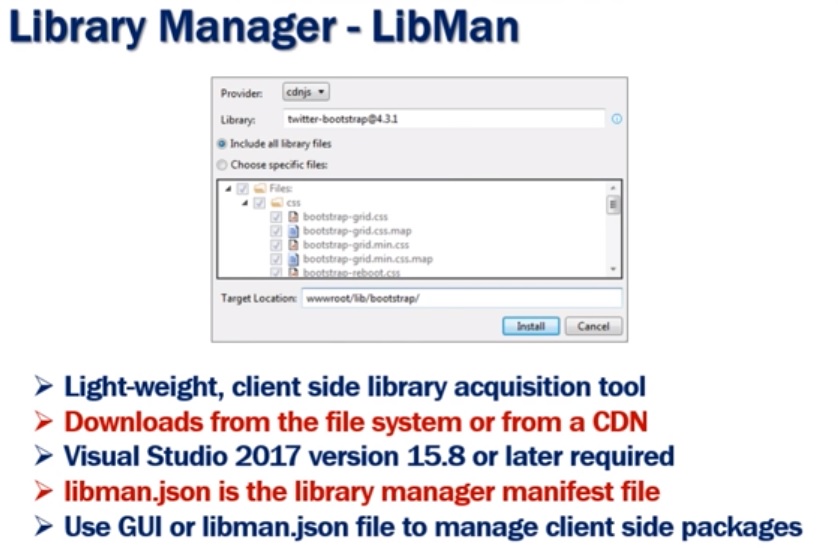 Library Manager - LibMan
Provider: cdnjs
Library: twitter-bootstrap@4.3.1
Include all library files
Choose specific files:
Files:
css
bootstrap-grid.css
bootstrap-grid.css.map
bootstrap-grid.min.css
bootstrap-grid.min.css.map
bootstrap-reboot.css
Target Location: wwwroot/lib/bootstrap/
Install Cancel
Light-weight, client side library acquisition tool
Downloads from the file system or from a CDN
Visual Studio 2017 version 15.8 or later required
libman.json is the library manager manifest file
Use GUI or libman.json file to manage client side packages